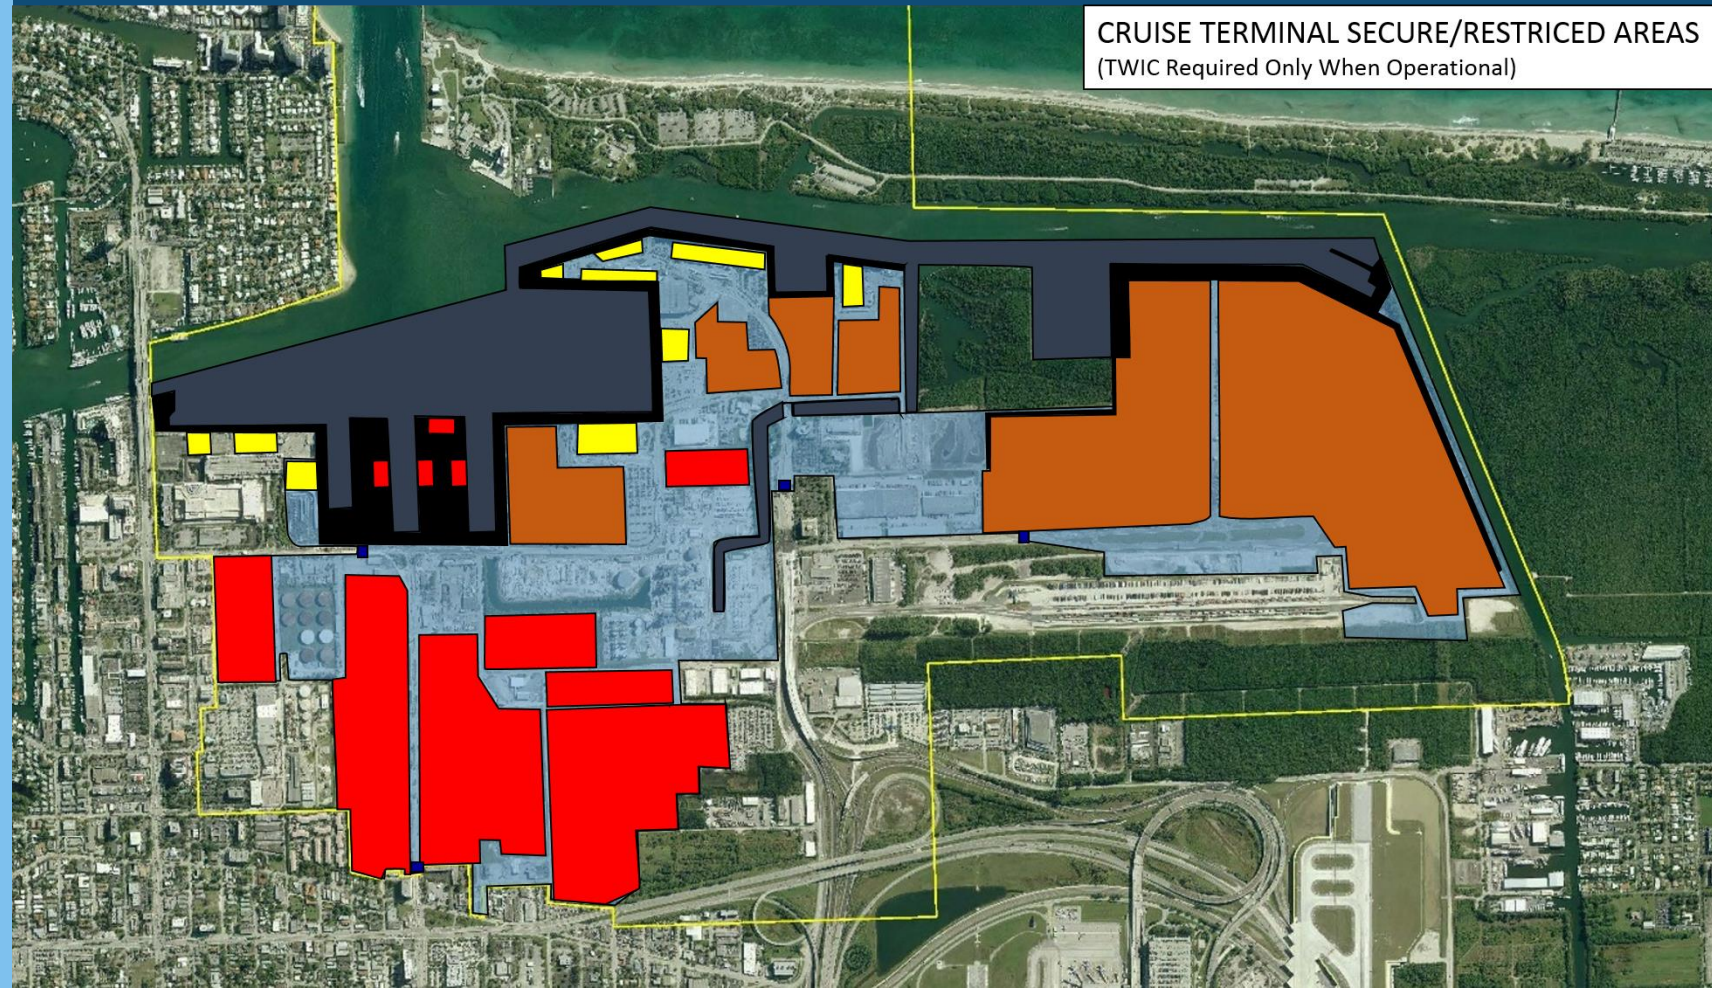 CRUISE TERMINAL SECURE/RESTRICED AREAS
(TWIC Required Only When Operational)